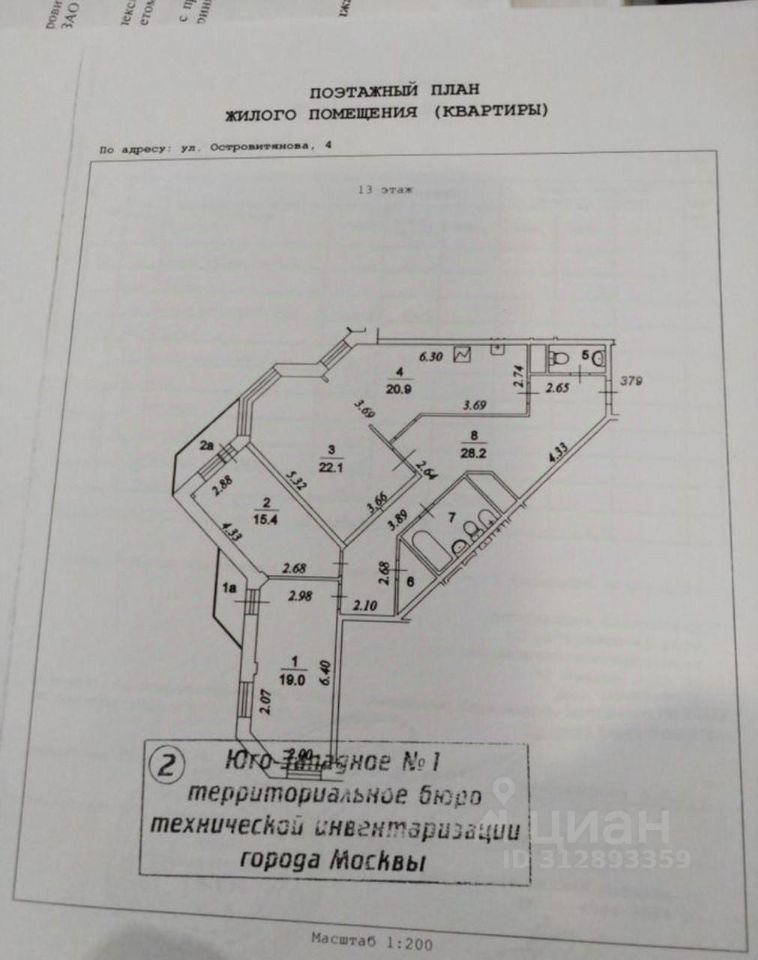 ПОЭТАЖНЫЙ ПЛАН
ЖИЛОГО ПОМЕЩЕНИЯ (КВАРТИРЫ)
По адресу: ул. Островитянова, 4
13 этаж
6.30
4
20.9
2.74
5
2.65
379
3.69
3.69
8
28.2
4.33
2а
3
22.1
2.64
5.32
2.88
3.66
2
15.4
3.89
7
4.33
2.68
2.68
6
1а
2.98
2.10
1
19.0
6.40
2.07
2.00
2
Юго-Западное №1
территориальное бюро
технической инвентаризации
города Москвы
циан
ID 312893359
Масштаб 1:200